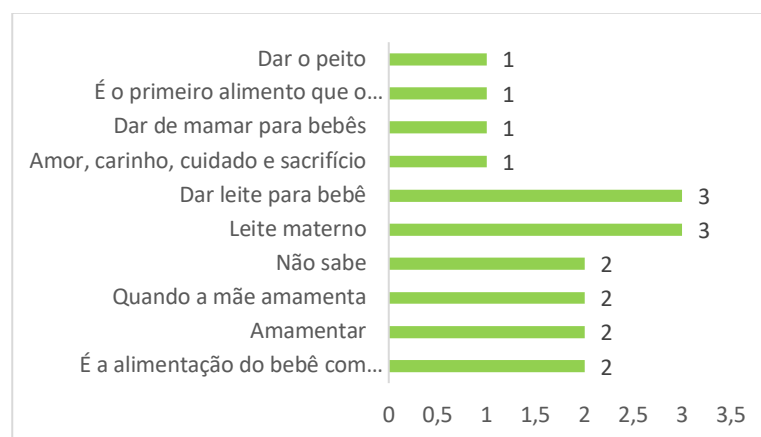 Dar o peito 1
É o primeiro alimento que o... 1
Dar de mamar para bebês 1
Amor, carinho, cuidado e sacrifício 1
Dar leite para bebê 3
Leite materno 3
Não sabe 2
Quando a mãe amamenta 2
Amamentar 2
É a alimentação do bebê com... 2
0 0,5 1 1,5 2 2,5 3 3,5